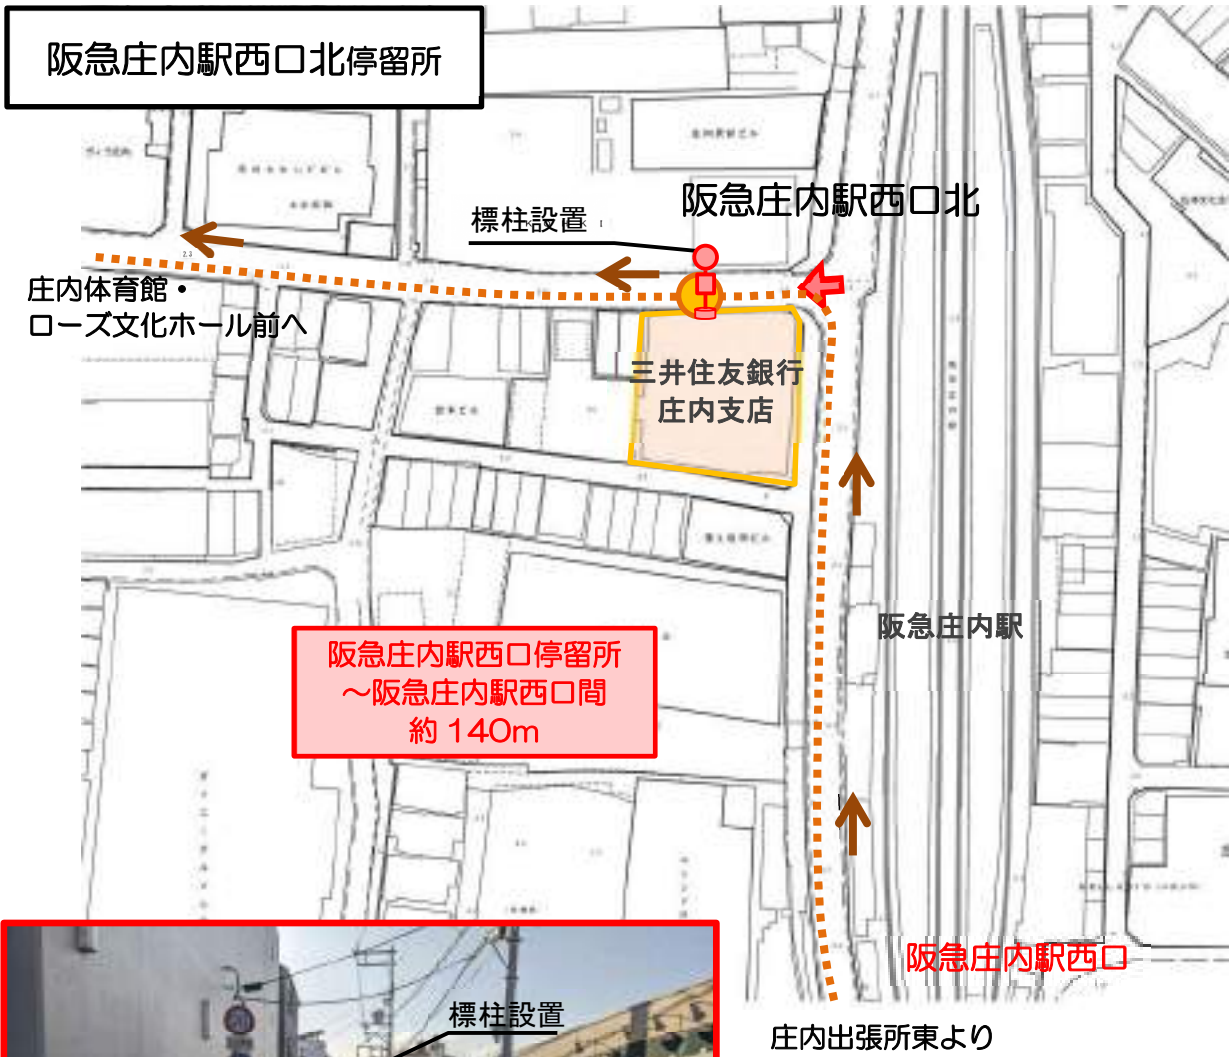 阪急庄内駅西口北停留所
阪急庄内駅西口北
標柱設置
庄内体育館・
ローズ文化ホール前へ
三井住友銀行
庄内支店
阪急庄内駅
阪急庄内駅西口停留所
～阪急庄内駅西口間
約140m
阪急庄内駅西口
標柱設置
庄内出張所東より